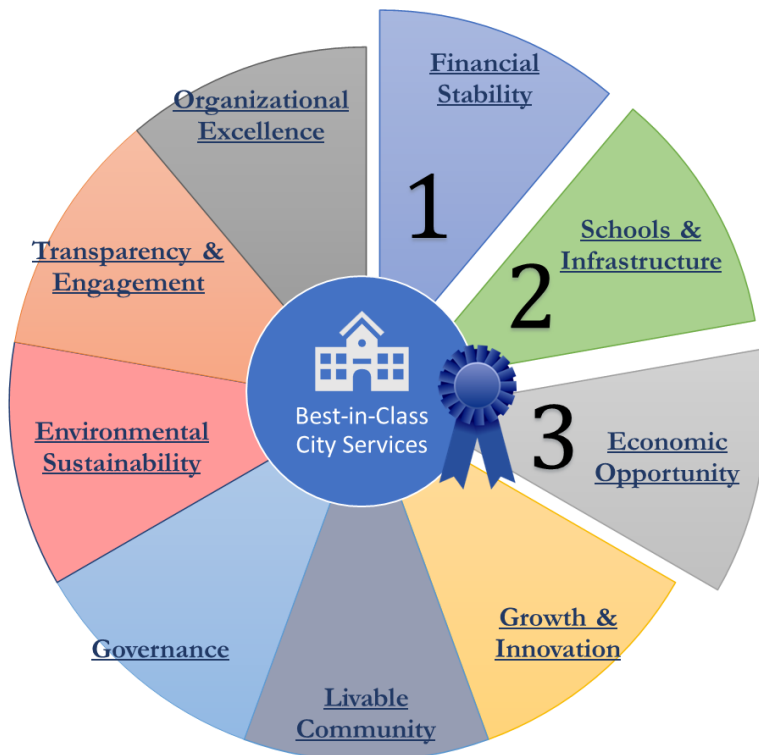 Financial
Stability
1
Schools &
Infrastructure
2
Economic
Opportunity
3
Growth &
Innovation
Livable
Community
Governance
Environmental
Sustainability
Transparency &
Engagement
Organizational
Excellence
Best-in-Class
City Services